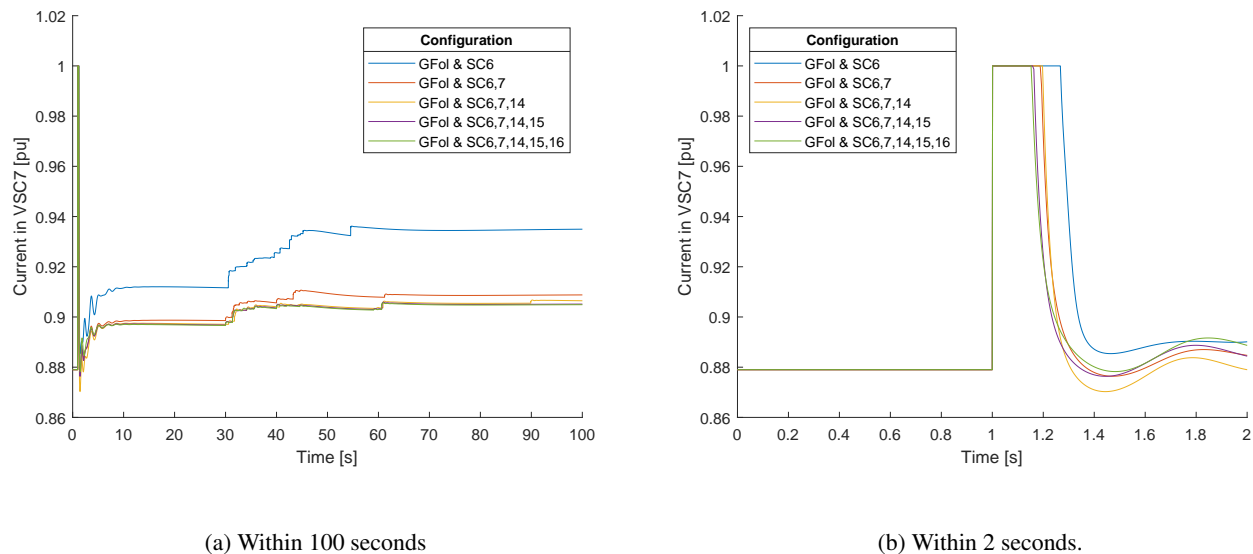 1.02
1
0.98
0.96
0.94
0.92
0.9
0.88
0.86
Current in VSC7 [pu]
0 10 20 30 40 50 60 70 80 90 100
Time [s]
Configuration
GFol & SC6
GFol & SC6,7
GFol & SC6,7,14
GFol & SC6,7,14,15
GFol & SC6,7,14,15,16
(a) Within 100 seconds
1.02
1
0.98
0.96
0.94
0.92
0.9
0.88
0.86
Current in VSC7 [pu]
0 0.2 0.4 0.6 0.8 1 1.2 1.4 1.6 1.8 2
Time [s]
Configuration
GFol & SC6
GFol & SC6,7
GFol & SC6,7,14
GFol & SC6,7,14,15
GFol & SC6,7,14,15,16
(b) Within 2 seconds.